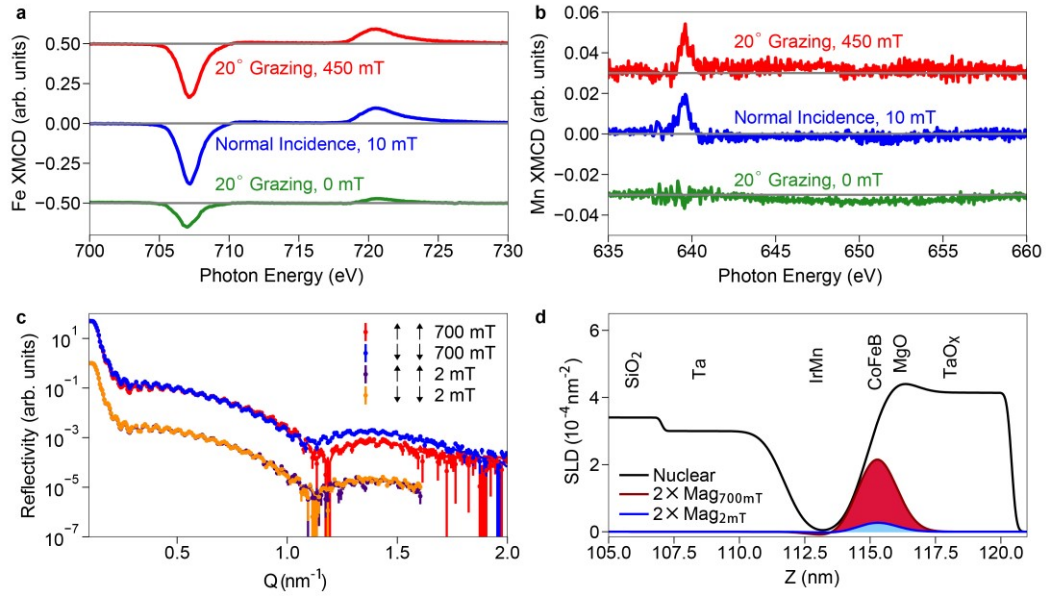 a
Fe XMCD (arb. units)
0.50
0.25
0.00
−0.25
−0.50
20° Grazing, 450 mT
Normal Incidence, 10 mT
20° Grazing, 0 mT
700 705 710 715 720 725 730
Photon Energy (eV)
b
Mn XMCD (arb. units)
0.06
0.04
0.02
0.00
−0.02
−0.04
20° Grazing, 450 mT
Normal Incidence, 10 mT
20° Grazing, 0 mT
635 640 645 650 655 660
Photon Energy (eV)
c
Reflectivity (arb. units)
10¹
10⁻¹
10⁻³
10⁻⁵
10⁻⁷
↑ ↑ 700 mT
↓ ↓ 700 mT
↑ ↑ 2 mT
↓ ↓ 2 mT
0.5 1.0 1.5 2.0
Q (nm⁻¹)
d
SLD (10⁻⁴ nm⁻²)
6
4
2
0
SiO₂
Ta
IrMn
CoFeB
MgO
TaOₓ
Nuclear
2× Mag₇₀₀ₘT
2× Mag₂ₘT
105.0 107.5 110.0 112.5 115.0 117.5 120.0
Z (nm)